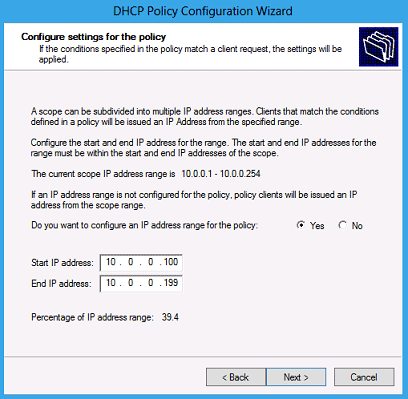 DHCP Policy Configuration Wizard
Configure settings for the policy
If the conditions specified in the policy match a client request, the settings will be
applied.
A scope can be subdivided into multiple IP address ranges. Clients that match the conditions
defined in a policy will be issued an IP Address from the specified range.
Configure the start and end IP address for the range. The start and end IP addresses for the
range must be within the start and end IP addresses of the scope.
The current scope IP address range is 10.0.0.1 - 10.0.0.254
If an IP address range is not configured for the policy, policy clients will be issued an IP
address from the scope range.
Do you want to configure an IP address range for the policy: Yes No
Start IP address: 10 . 0 . 0 .100
End IP address: 10 . 0 . 0 .199
Percentage of IP address range: 39.4
< Back Next > Cancel